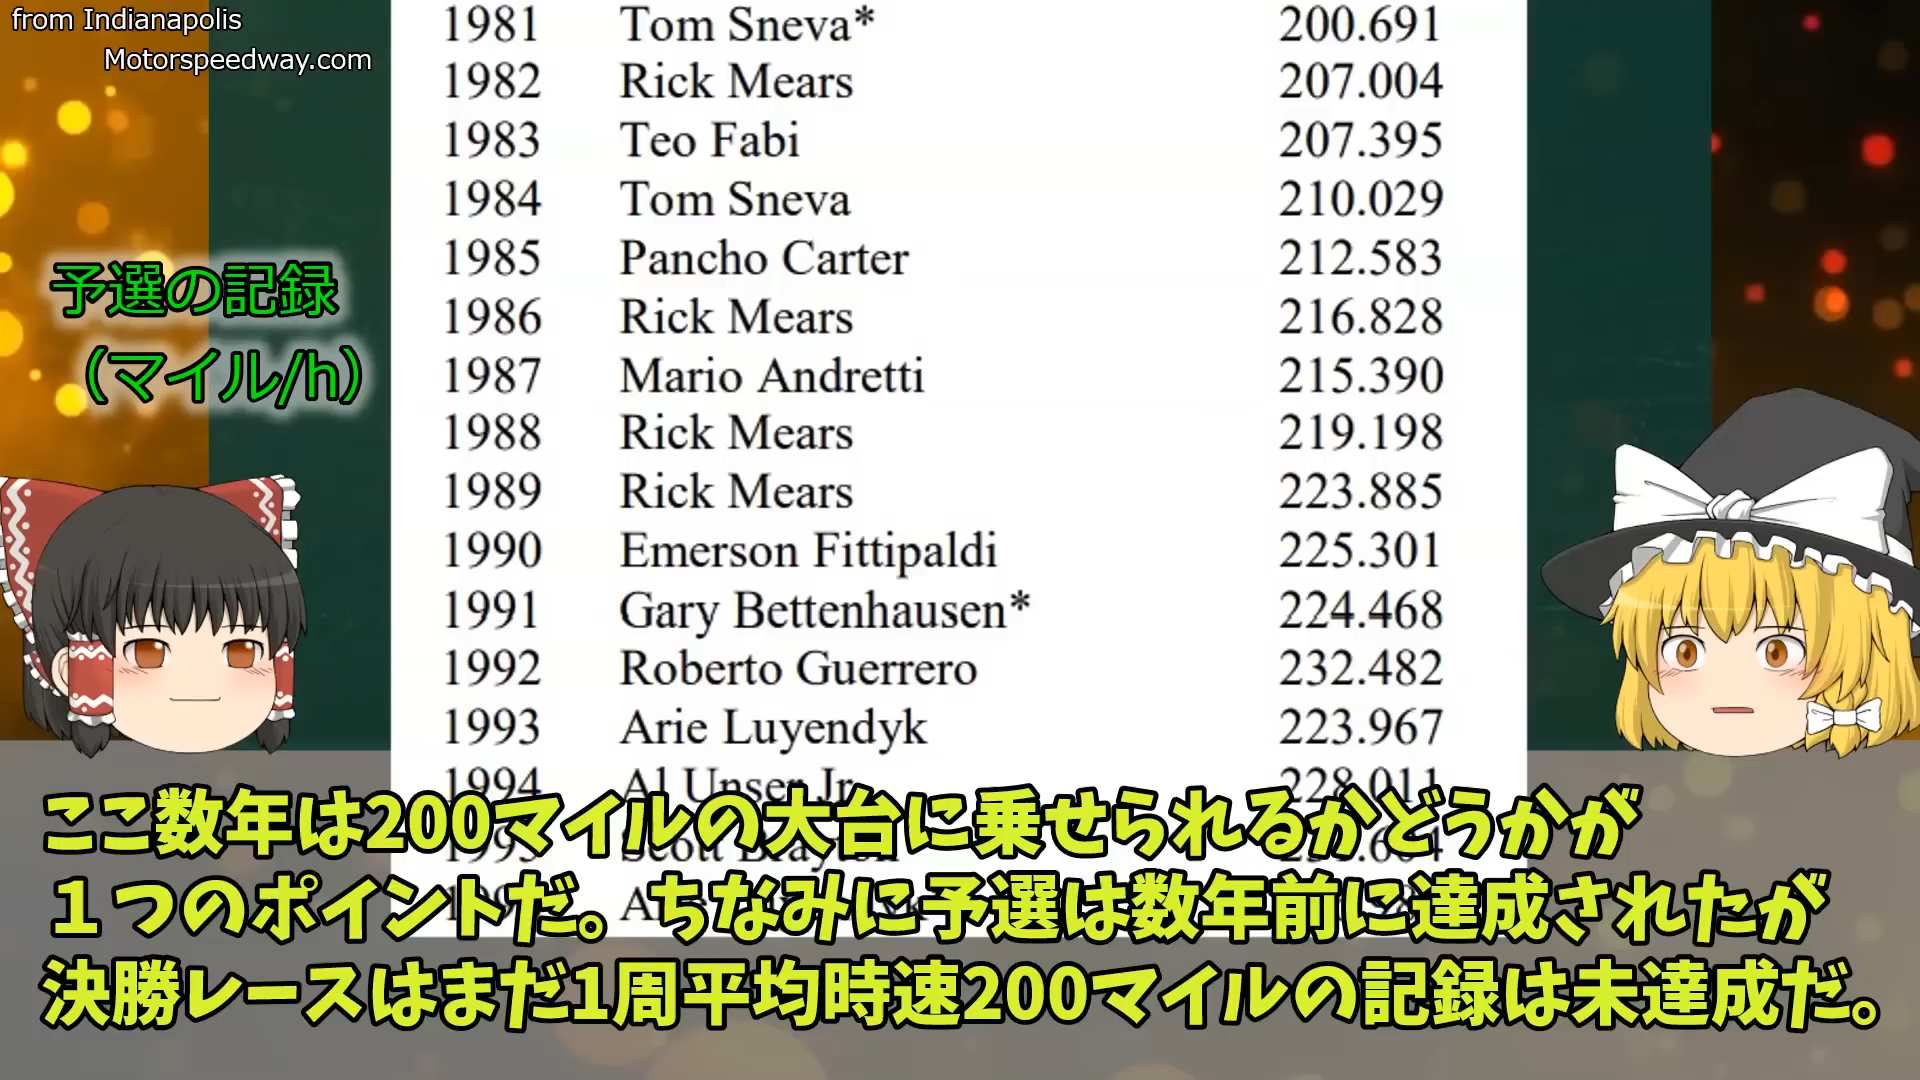 from Indianapolis
Motorspeedway.com
予選の記録
（マイル/h）
1981 Tom Sneva* 200.691
1982 Rick Mears 207.004
1983 Teo Fabi 207.395
1984 Tom Sneva 210.029
1985 Pancho Carter 212.583
1986 Rick Mears 216.828
1987 Mario Andretti 215.390
1988 Rick Mears 219.198
1989 Rick Mears 223.885
1990 Emerson Fittipaldi 225.301
1991 Gary Bettenhausen* 224.468
1992 Roberto Guerrero 232.482
1993 Arie Luyendyk 223.967
1994 Al Unser Jr. 228.011
ここ数年は200マイルの大台に乗せられるかどうかが
１つのポイントだ。ちなみに予選は数年前に達成されたが
決勝レースはまだ1周平均時速200マイルの記録は未達成だ。